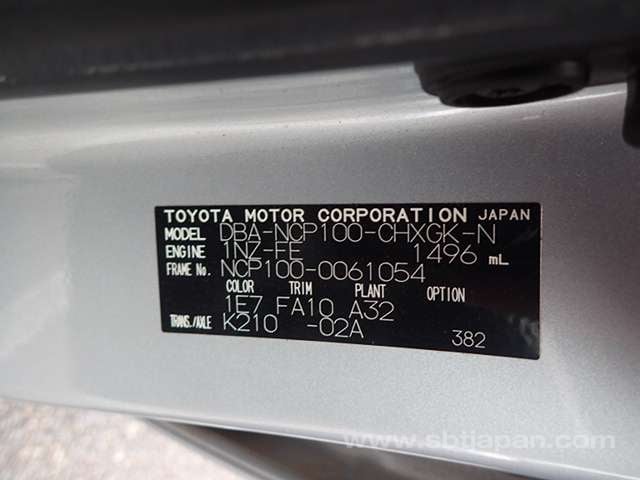 TOYOTA MOTOR CORPORATION JAPAN
MODEL DBA-NCP100-CHXGK-N
ENGINE 1NZ-FE 1496 mL
FRAME No. NCP100-0061054
COLOR TRIM PLANT OPTION
1E7 FA10 A32
TRANS./AXLE K210 -02A
382
www.sbtjapan.com